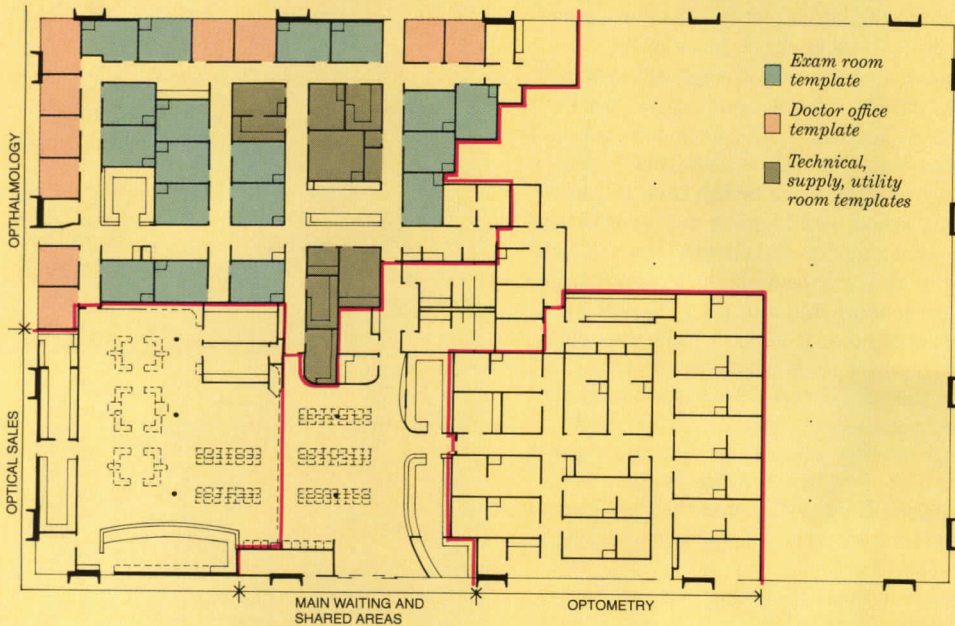 Exam room
template
Doctor office
template
Technical,
supply, utility
room templates
OPTHALMOLOGY
OPTICAL SALES
MAIN WAITING AND
SHARED AREAS
OPTOMETRY